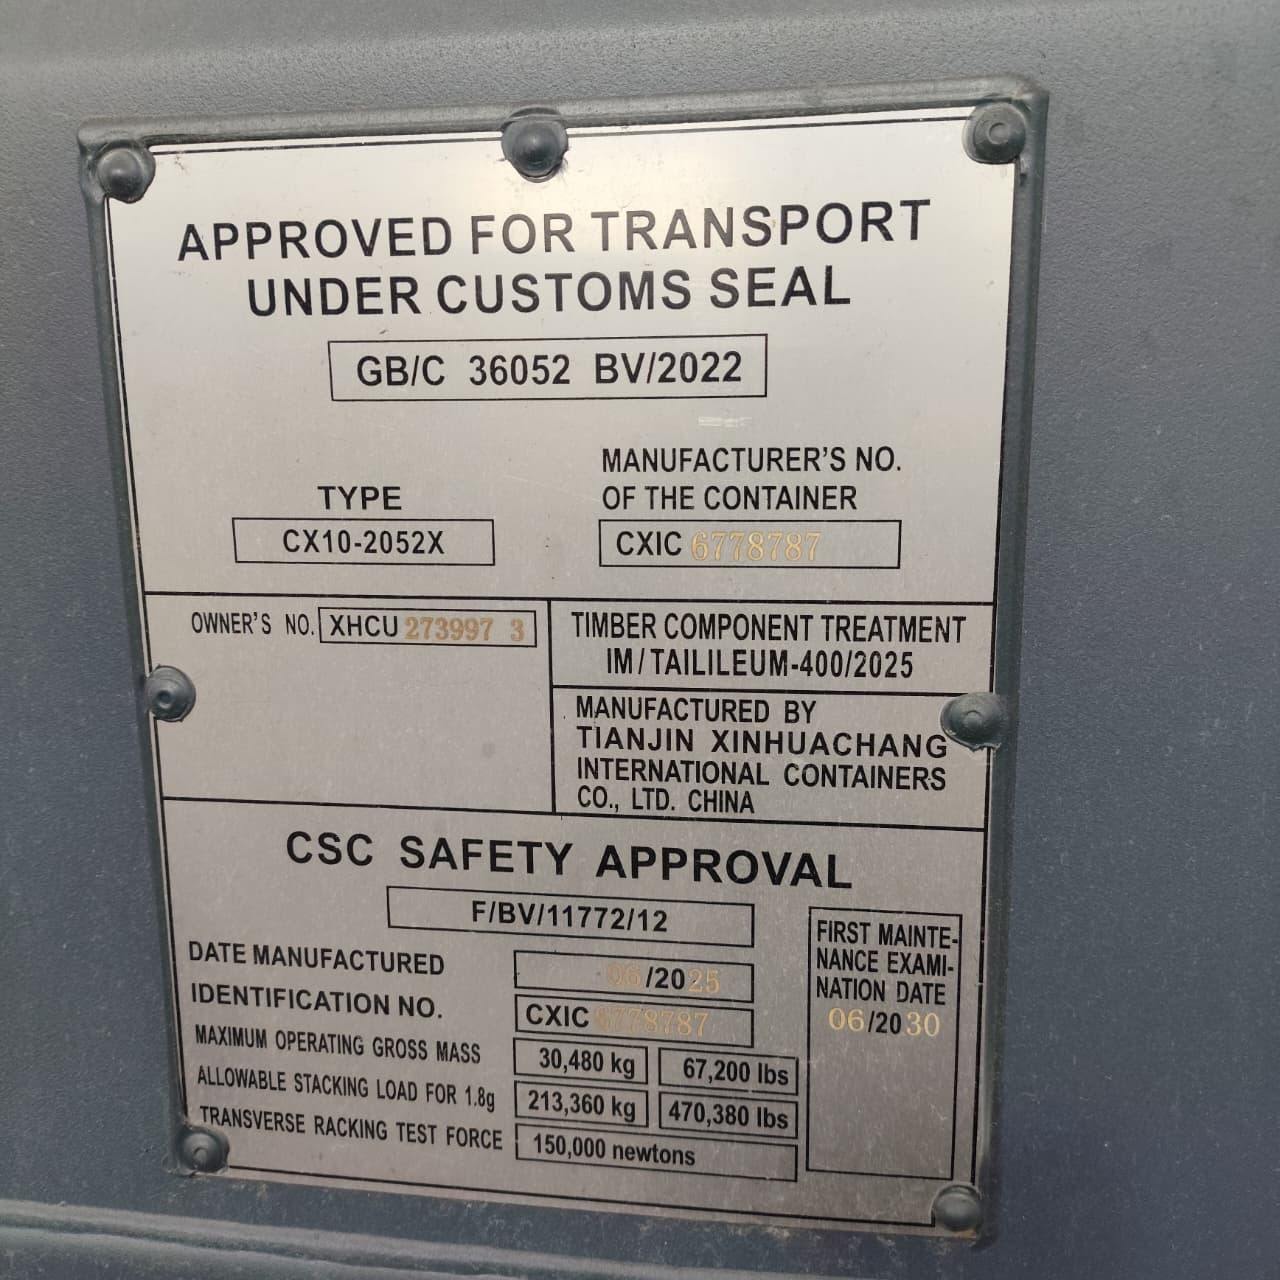 APPROVED FOR TRANSPORT
UNDER CUSTOMS SEAL
GB/C 36052 BV/2022
TYPE
CX10-2052X
MANUFACTURER'S NO.
OF THE CONTAINER
CXIC 6778787
OWNER'S NO. XHCU 273997 3
TIMBER COMPONENT TREATMENT
IM/TAILILEUM-400/2025
MANUFACTURED BY
TIANJIN XINHUACHANG
INTERNATIONAL CONTAINERS
CO., LTD. CHINA
CSC SAFETY APPROVAL
F/BV/11772/12
DATE MANUFACTURED 06/2025
IDENTIFICATION NO. CXIC 6778787
MAXIMUM OPERATING GROSS MASS 30,480 kg 67,200 lbs
ALLOWABLE STACKING LOAD FOR 1.8g 213,360 kg 470,380 lbs
TRANSVERSE RACKING TEST FORCE 150,000 newtons
FIRST MAINTE-
NANCE EXAMI-
NATION DATE
06/2030